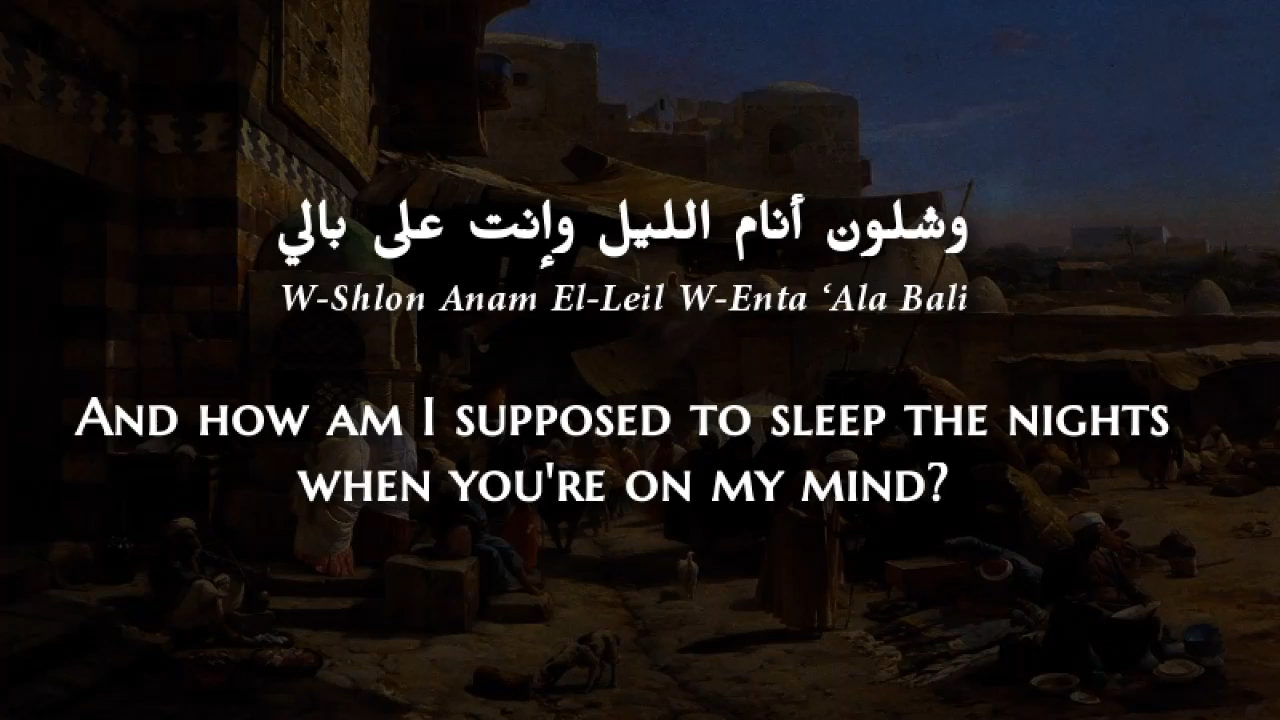 وشلون أنام الليل وإنت على بالي
W-Shlon Anam El-Leil W-Enta ‘Ala Bali
And how am I supposed to sleep the nights
when you're on my mind?